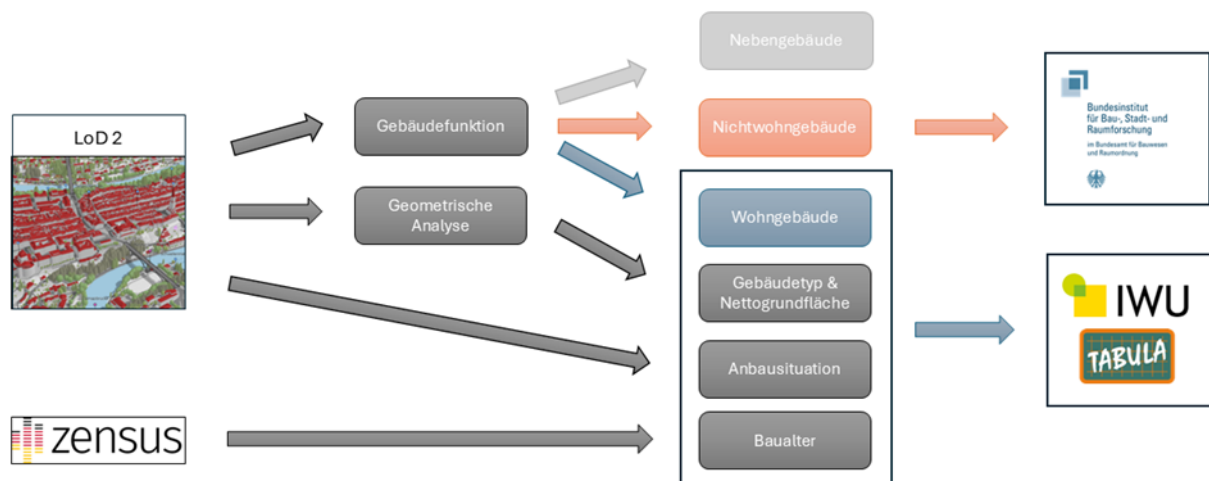 LoD 2
zensus
Gebäudefunktion
Geometrische
Analyse
Nebengebäude
Nichtwohngebäude
Wohngebäude
Gebäudetyp &
Nettogrundfläche
Anbausituation
Baualter
Bundesinstitut
für Bau-, Stadt- und
Raumforschung
im Bundesamt für Bauwesen
und Raumordnung
IWU
TABULA